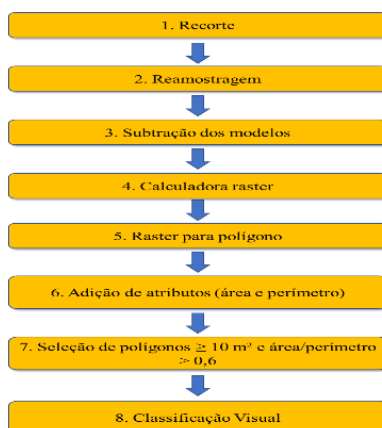 1. Recorte
2. Reamostragem
3. Subtração dos modelos
4. Calculadora raster
5. Raster para polígono
6. Adição de atributos (área e perímetro)
7. Seleção de polígonos ≥ 10 m² e área/perímetro
> 0,6
8. Classificação Visual